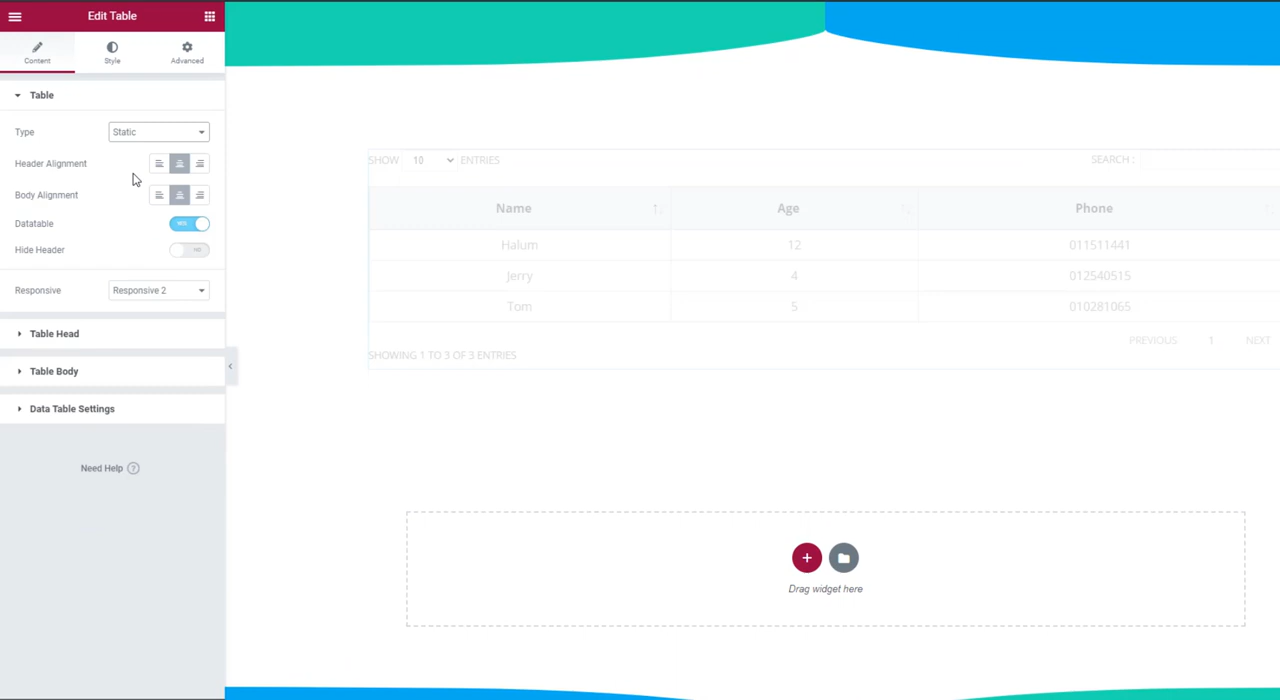 Edit Table
Content
Style
Advanced
Table
Type
Static
Header Alignment
Body Alignment
Datatable
YES
Hide Header
NO
Responsive
Responsive 2
Table Head
Table Body
Data Table Settings
Need Help ?
SHOW 10 ENTRIES
SEARCH :
Name Age Phone
Halum 12 011511441
Jerry 4 012540515
Tom 5 010281065
PREVIOUS 1 NEXT
SHOWING 1 TO 3 OF 3 ENTRIES
Drag widget here